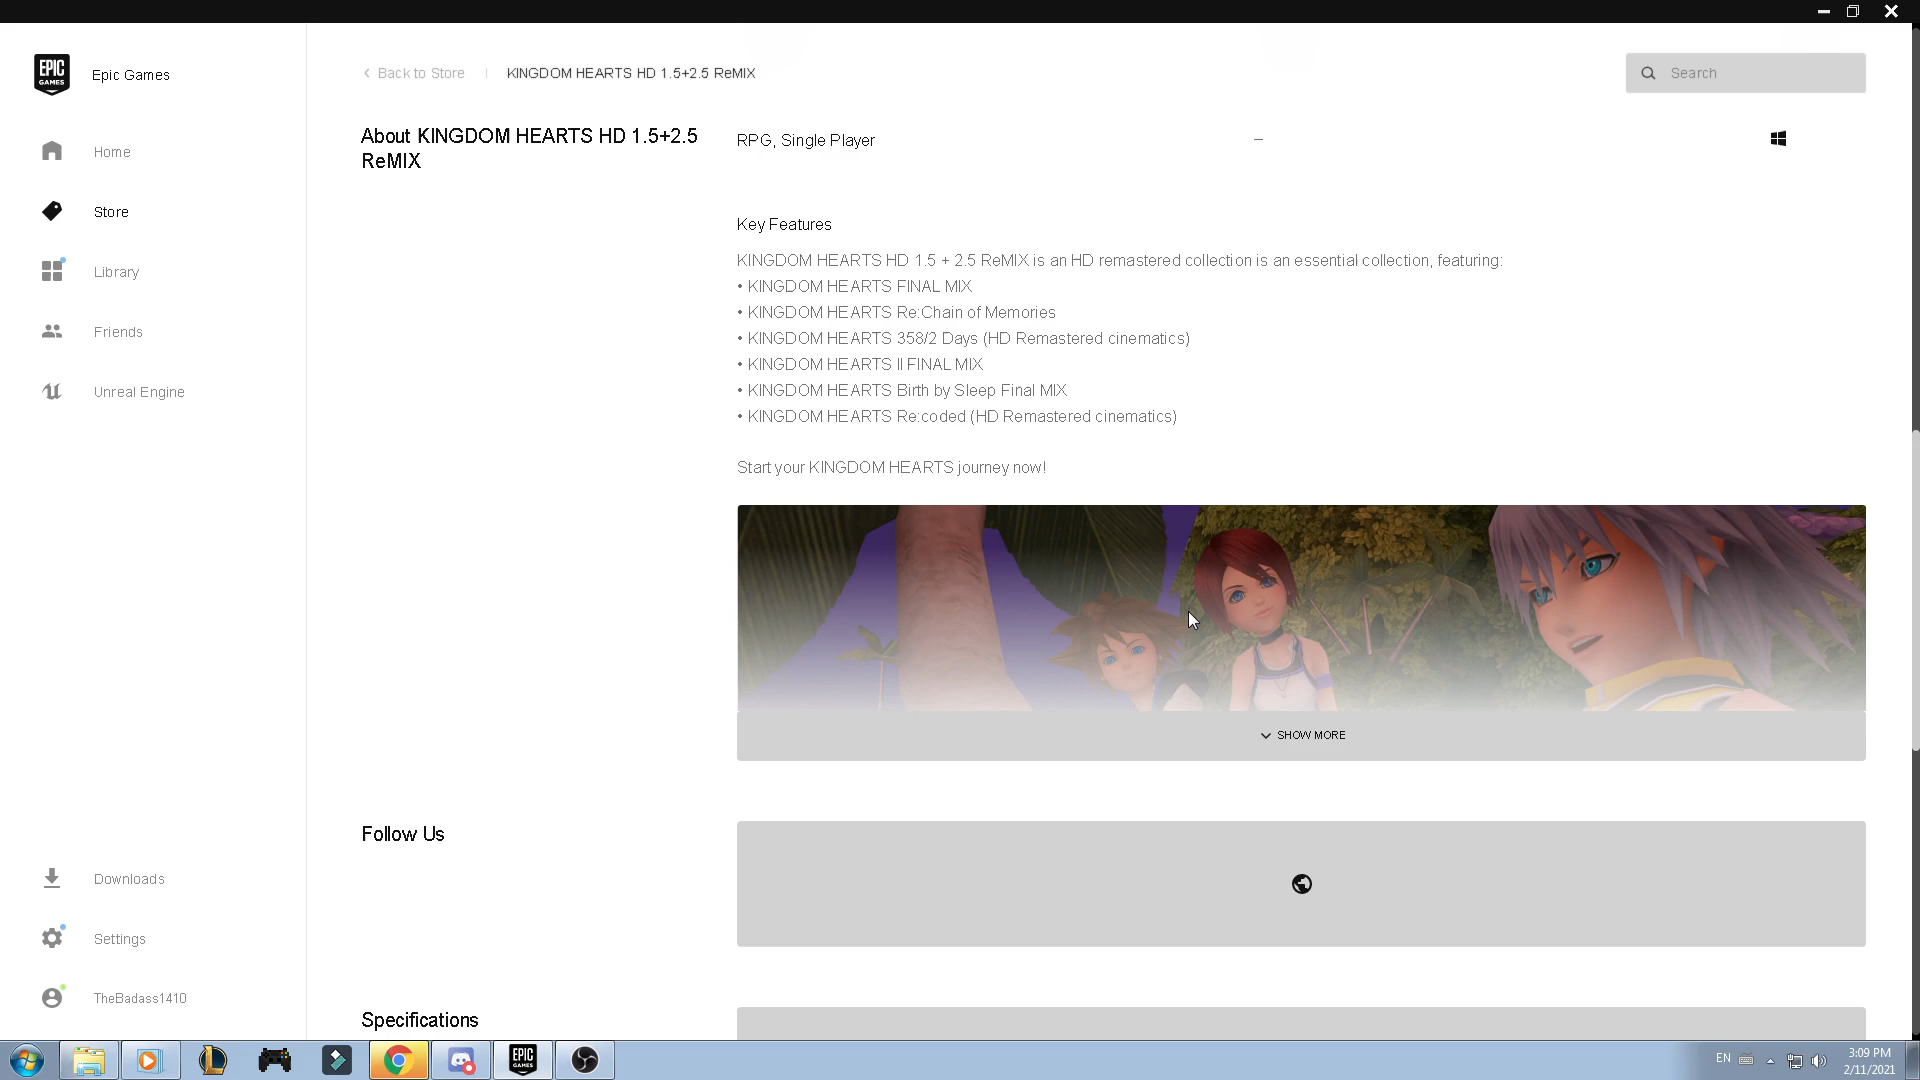 EPIC GAMES
Epic Games
Home
Store
Library
Friends
Unreal Engine
Downloads
Settings
TheBadass1410
Back to Store | KINGDOM HEARTS HD 1.5+2.5 ReMIX
Search
About KINGDOM HEARTS HD 1.5+2.5
ReMIX
RPG, Single Player
–
Key Features
KINGDOM HEARTS HD 1.5 + 2.5 ReMIX is an HD remastered collection is an essential collection, featuring:
• KINGDOM HEARTS FINAL MIX
• KINGDOM HEARTS Re:Chain of Memories
• KINGDOM HEARTS 358/2 Days (HD Remastered cinematics)
• KINGDOM HEARTS II FINAL MIX
• KINGDOM HEARTS Birth by Sleep Final MIX
• KINGDOM HEARTS Re:coded (HD Remastered cinematics)
Start your KINGDOM HEARTS journey now!
SHOW MORE
Follow Us
Specifications
EPIC GAMES
EN
3:09 PM
2/11/2021